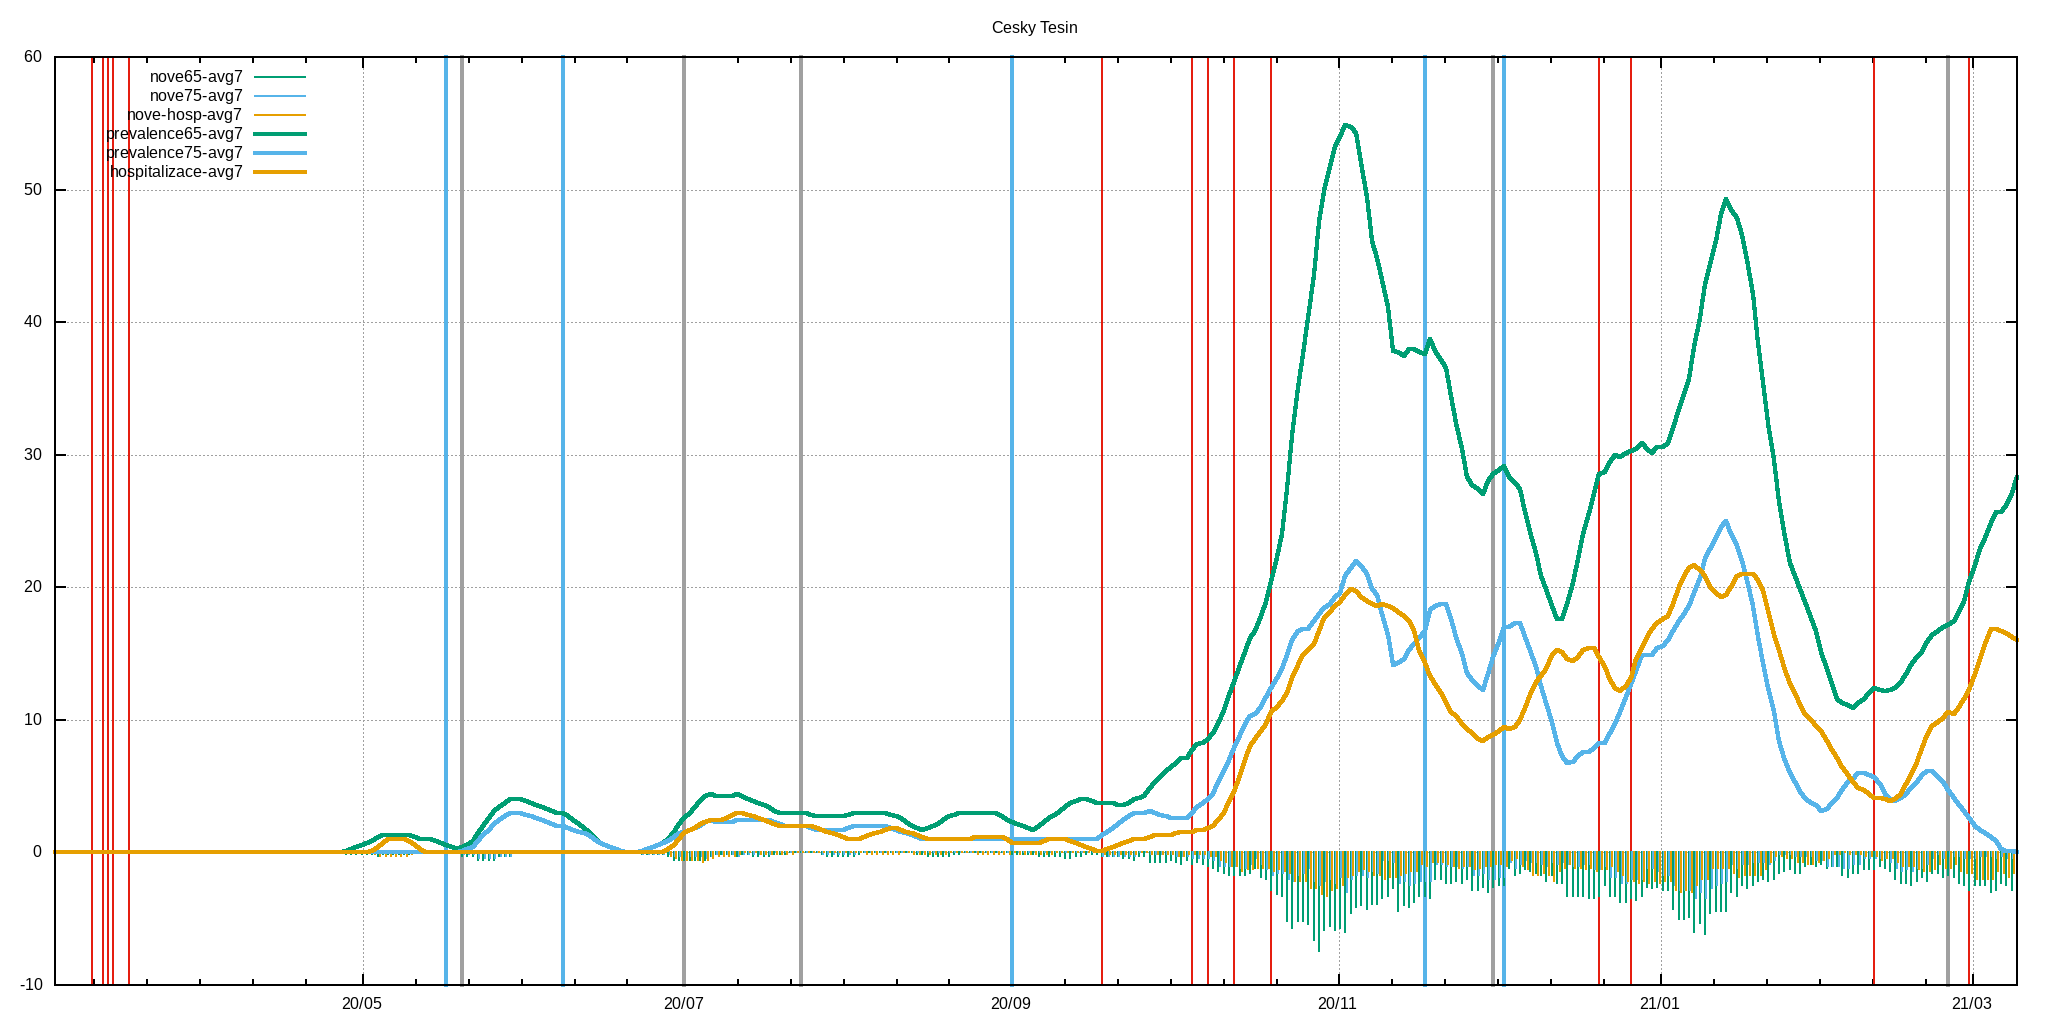 Cesky Tesin
60
50
40
30
20
10
0
-10
nove65-avg7
nove75-avg7
nove-hosp-avg7
prevalence65-avg7
prevalence75-avg7
hospitalizace-avg7
20/05
20/07
20/09
20/11
21/01
21/03